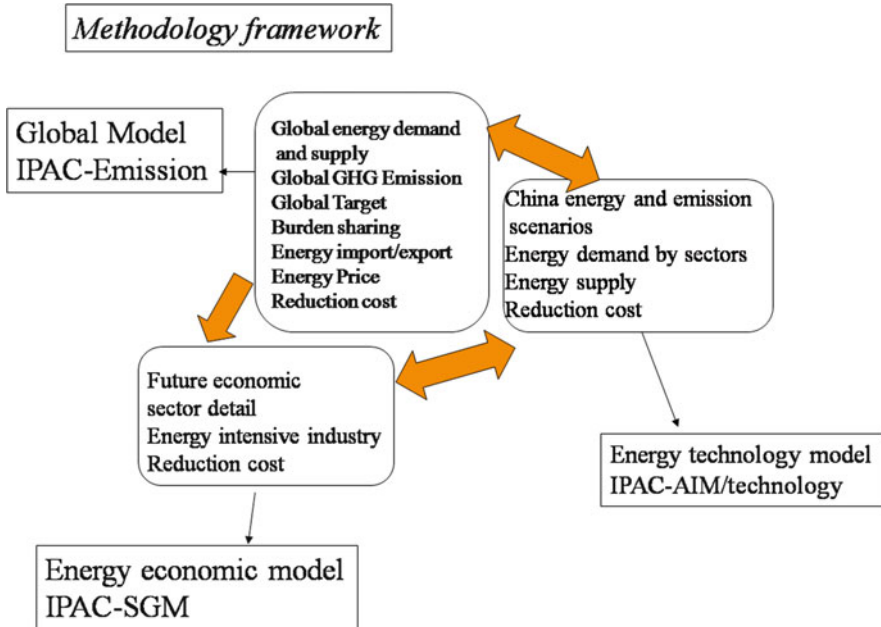 Methodology framework
Global Model
IPAC-Emission
Global energy demand
and supply
Global GHG Emission
Global Target
Burden sharing
Energy import/export
Energy Price
Reduction cost
China energy and emission
scenarios
Energy demand by sectors
Energy supply
Reduction cost
Future economic
sector detail
Energy intensive industry
Reduction cost
Energy technology model
IPAC-AIM/technology
Energy economic model
IPAC-SGM